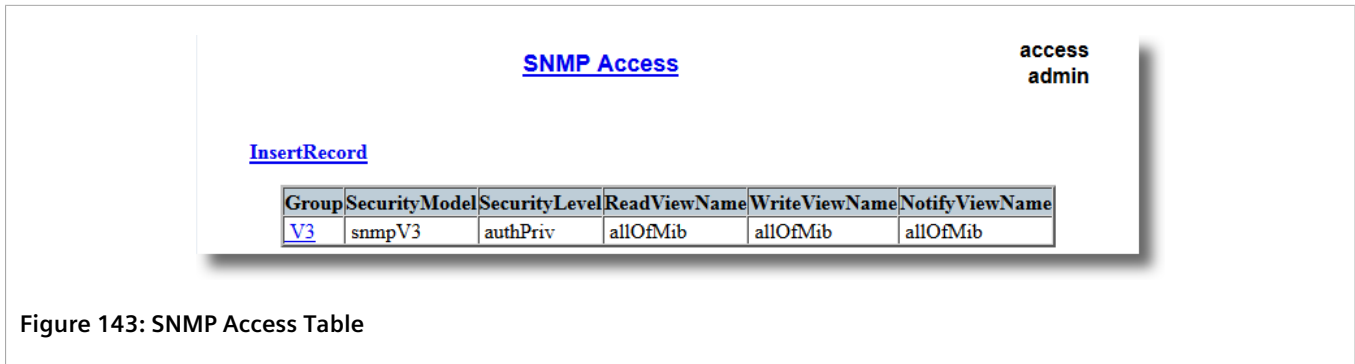 SNMP Access
access
admin
InsertRecord
Group SecurityModel SecurityLevel ReadViewName WriteViewName NotifyViewName
V3 snmpV3 authPriv allOfMib allOfMib allOfMib
Figure 143: SNMP Access Table